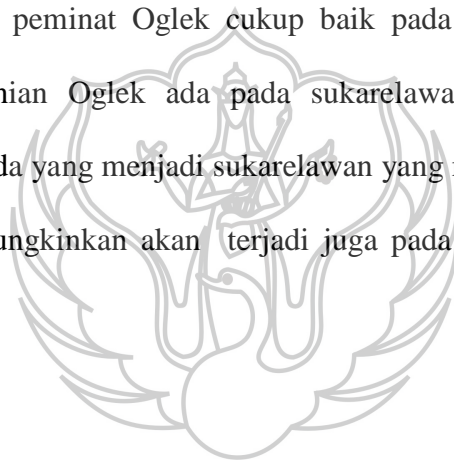 peminat Oglek cukup baik pada
nian Oglek ada pada sukarelawa
da yang menjadi sukarelawan yang
ungkinkan akan terjadi juga pada